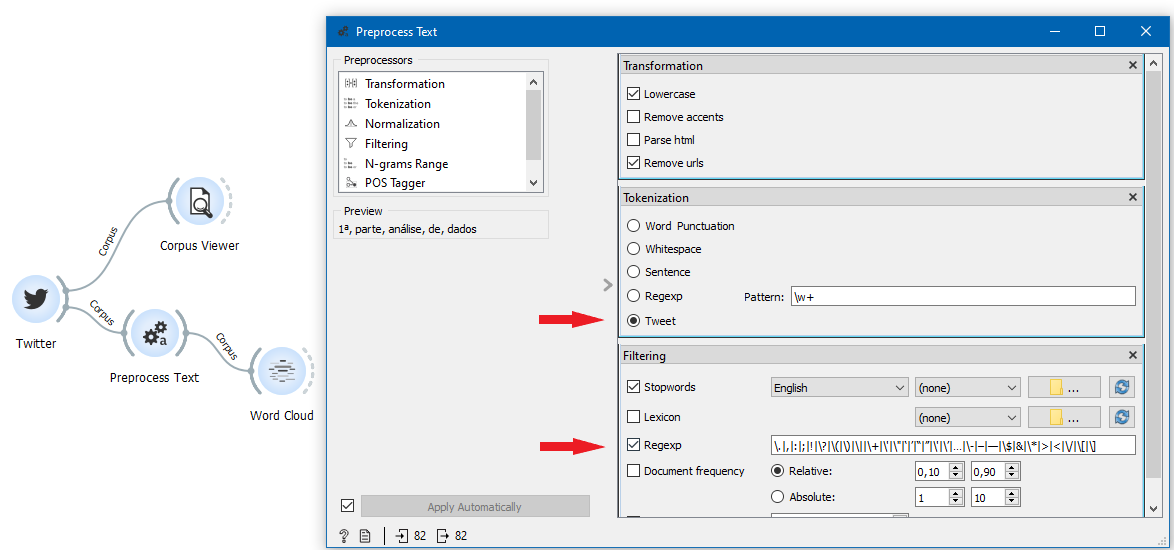 Corpus
Corpus Viewer
Twitter
Corpus
Preprocess Text
Corpus
Word Cloud
Preprocess Text
Preprocessors
Transformation
Tokenization
Normalization
Filtering
N-grams Range
POS Tagger
Preview
1ª, parte, análise, de, dados
Apply Automatically
82 82
Transformation
Lowercase
Remove accents
Parse html
Remove urls
Tokenization
Word Punctuation
Whitespace
Sentence
Regexp Pattern: \w+
Tweet
Filtering
Stopwords English (none) ...
Lexicon (none) ...
Regexp
Document frequency Relative: 0,10 0,90
Absolute: 1 10